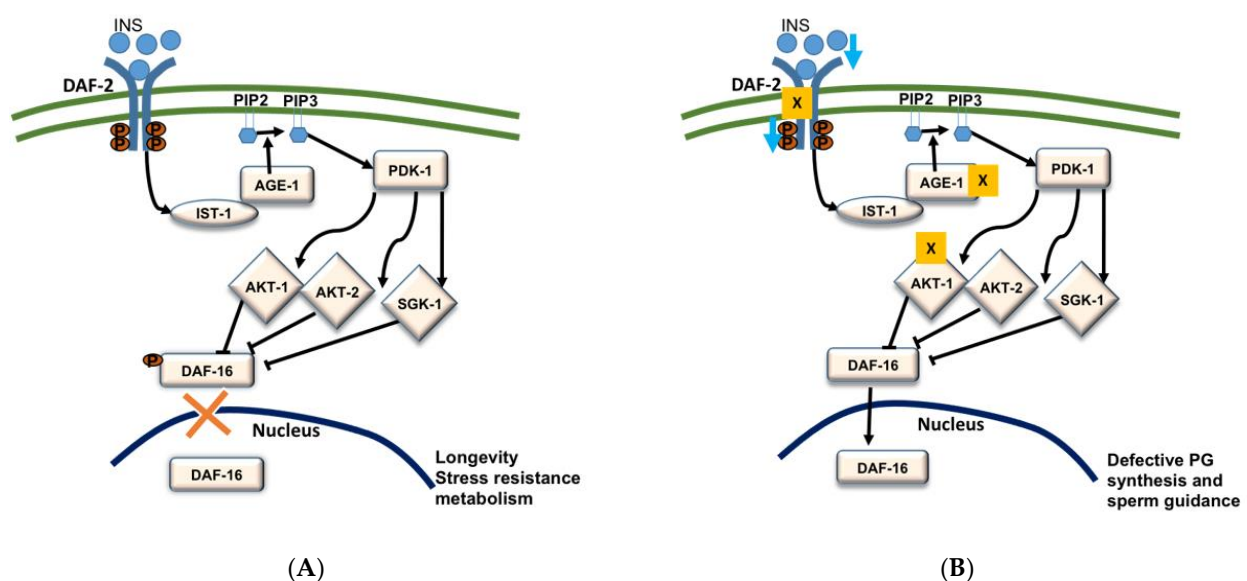 INS
DAF-2
P P
P P
PIP2 PIP3
AGE-1
PDK-1
IST-1
AKT-1
AKT-2
SGK-1
P
DAF-16
Nucleus
DAF-16
Longevity
Stress resistance
metabolism
(A)
INS
DAF-2
X
P P
P P
PIP2 PIP3
AGE-1 X
PDK-1
IST-1
X
AKT-1
AKT-2
SGK-1
DAF-16
Nucleus
DAF-16
Defective PG
synthesis and
sperm guidance
(B)